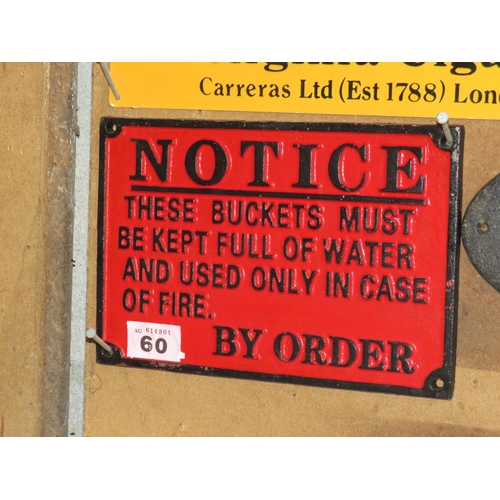 Carreras Ltd (Est 1788) Lon
NOTICE
THESE BUCKETS MUST
BE KEPT FULL OF WATER
AND USED ONLY IN CASE
OF FIRE.
BY ORDER
614901
60